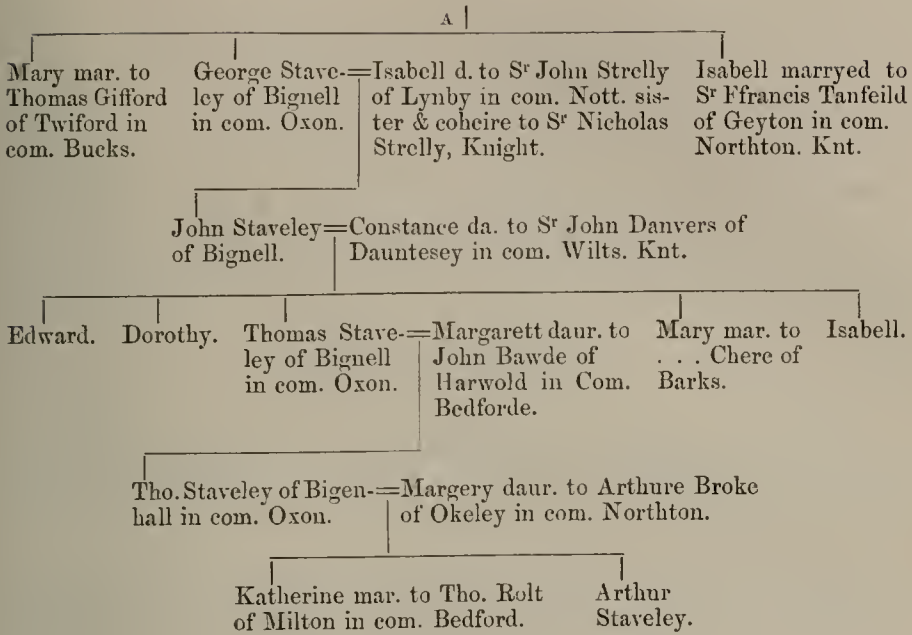 A
Mary mar. to
Thomas Gifford
of Twiford in
com. Bucks.
George Stave-
ley of Bignell
in com. Oxon.
=Isabell d. to Sr John Strelly
of Lynby in com. Nott. sis-
ter & coheire to Sr Nicholas
Strelly, Knight.
Isabell marryed to
Sr Ffrancis Tanfeild
of Geyton in com.
Northton. Knt.
John Staveley
of Bignell.
=Constance da. to Sr John Danvers of
Dauntesey in com. Wilts. Knt.
Edward.
Dorothy.
Thomas Stave-
ley of Bignell
in com. Oxon.
=Margarett daur. to
John Bawde of
Harwold in Com.
Bedforde.
Mary mar. to
. . . Chere of
Barks.
Isabell.
Tho. Staveley of Bigen-
hall in com. Oxon.
=Margery daur. to Arthure Broke
of Okeley in com. Northton.
Katherine mar. to Tho. Rolt
of Milton in com. Bedford.
Arthur
Staveley.